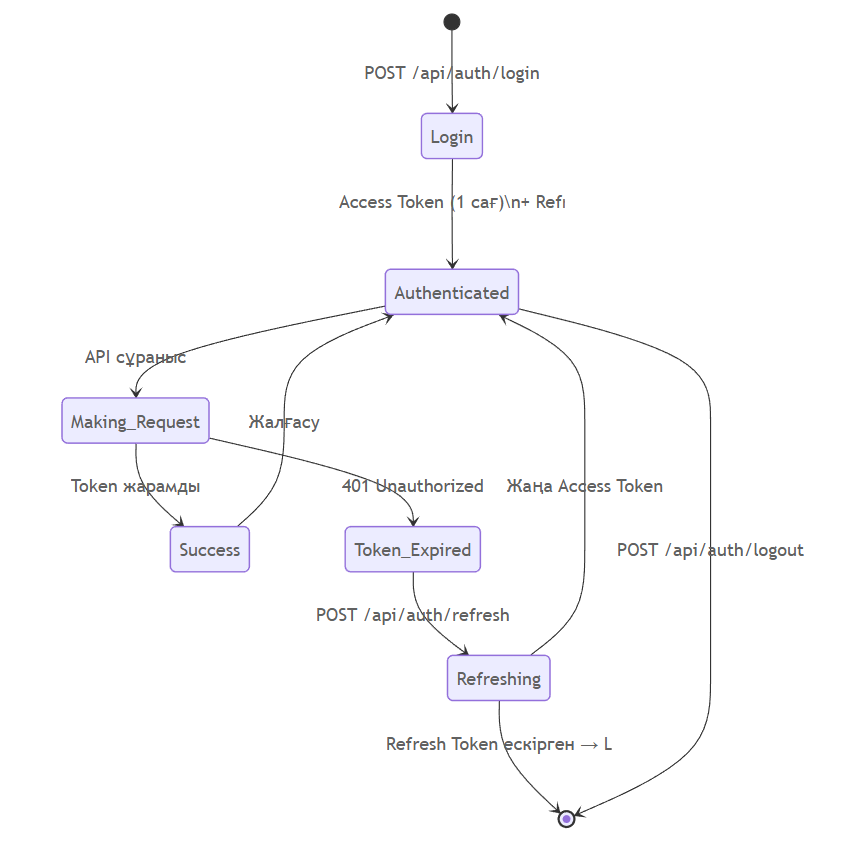 POST /api/auth/login
Login
Access Token (1 сағ)\n+ Ref
Authenticated
API сұраныс
Making_Request
Жалғасу
Token жарамды
401 Unauthorized
Жаңа Access Token
Success
Token_Expired
POST /api/auth/logout
POST /api/auth/refresh
Refreshing
Refresh Token ескірген → L